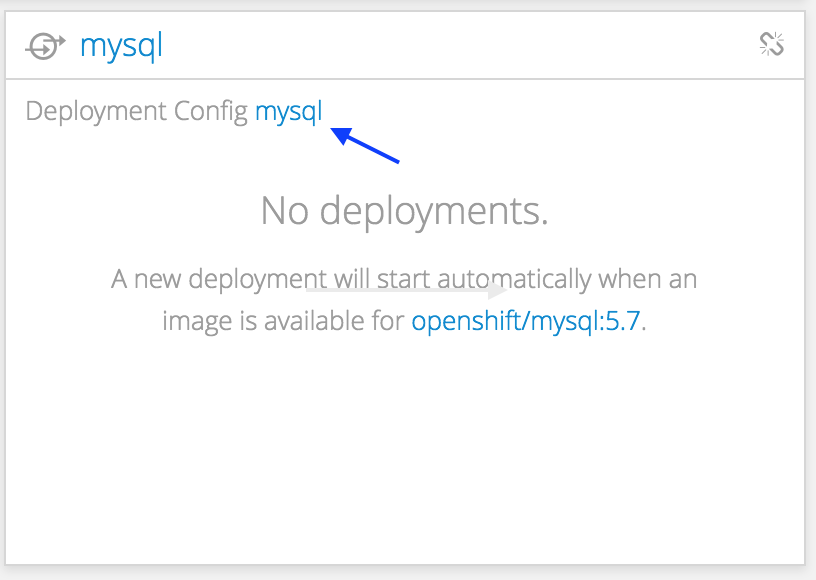 mysql
Deployment Config mysql
No deployments.
A new deployment will start automatically when an
image is available for openshift/mysql:5.7.